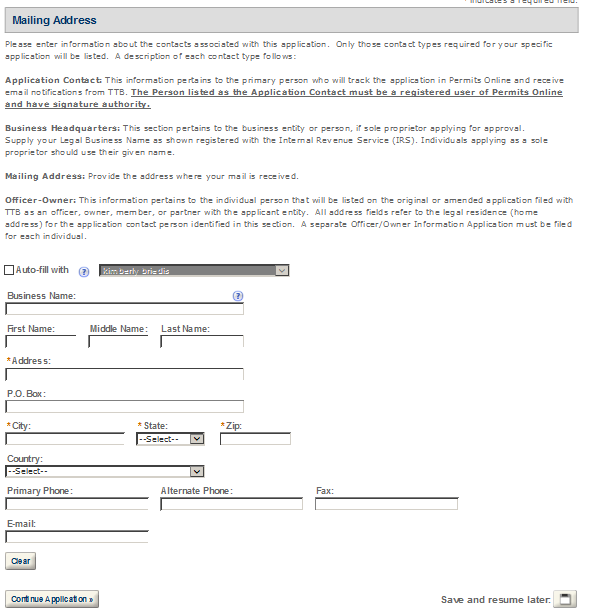 * indicates a required field.
Mailing Address
Please enter information about the contacts associated with this application. Only those contact types required for your specific
application will be listed. A description of each contact type follows:
Application Contact: This information pertains to the primary person who will track the application in Permits Online and receive
email notifications from TTB. The Person listed as the Application Contact must be a registered user of Permits Online
and have signature authority.
Business Headquarters: This section pertains to the business entity or person, if sole proprietor applying for approval.
Supply your Legal Business Name as shown registered with the Internal Revenue Service (IRS). Individuals applying as a sole
proprietor should use their given name.
Mailing Address: Provide the address where your mail is received.
Officer-Owner: This information pertains to the individual person that will be listed on the original or amended application filed with
TTB as an officer, owner, member, or partner with the applicant entity. All address fields refer to the legal residence (home
address) for the application contact person identified in this section. A separate Officer/Owner Information Application must be filed
for each individual.
Auto-fill with ? kimberly briedis
Business Name: ?
First Name: Middle Name: Last Name:
*Address:
P.O. Box:
*City: *State: *Zip:
--Select--
Country:
--Select--
Primary Phone: Alternate Phone: Fax:
E-mail:
Clear
Continue Application » Save and resume later: